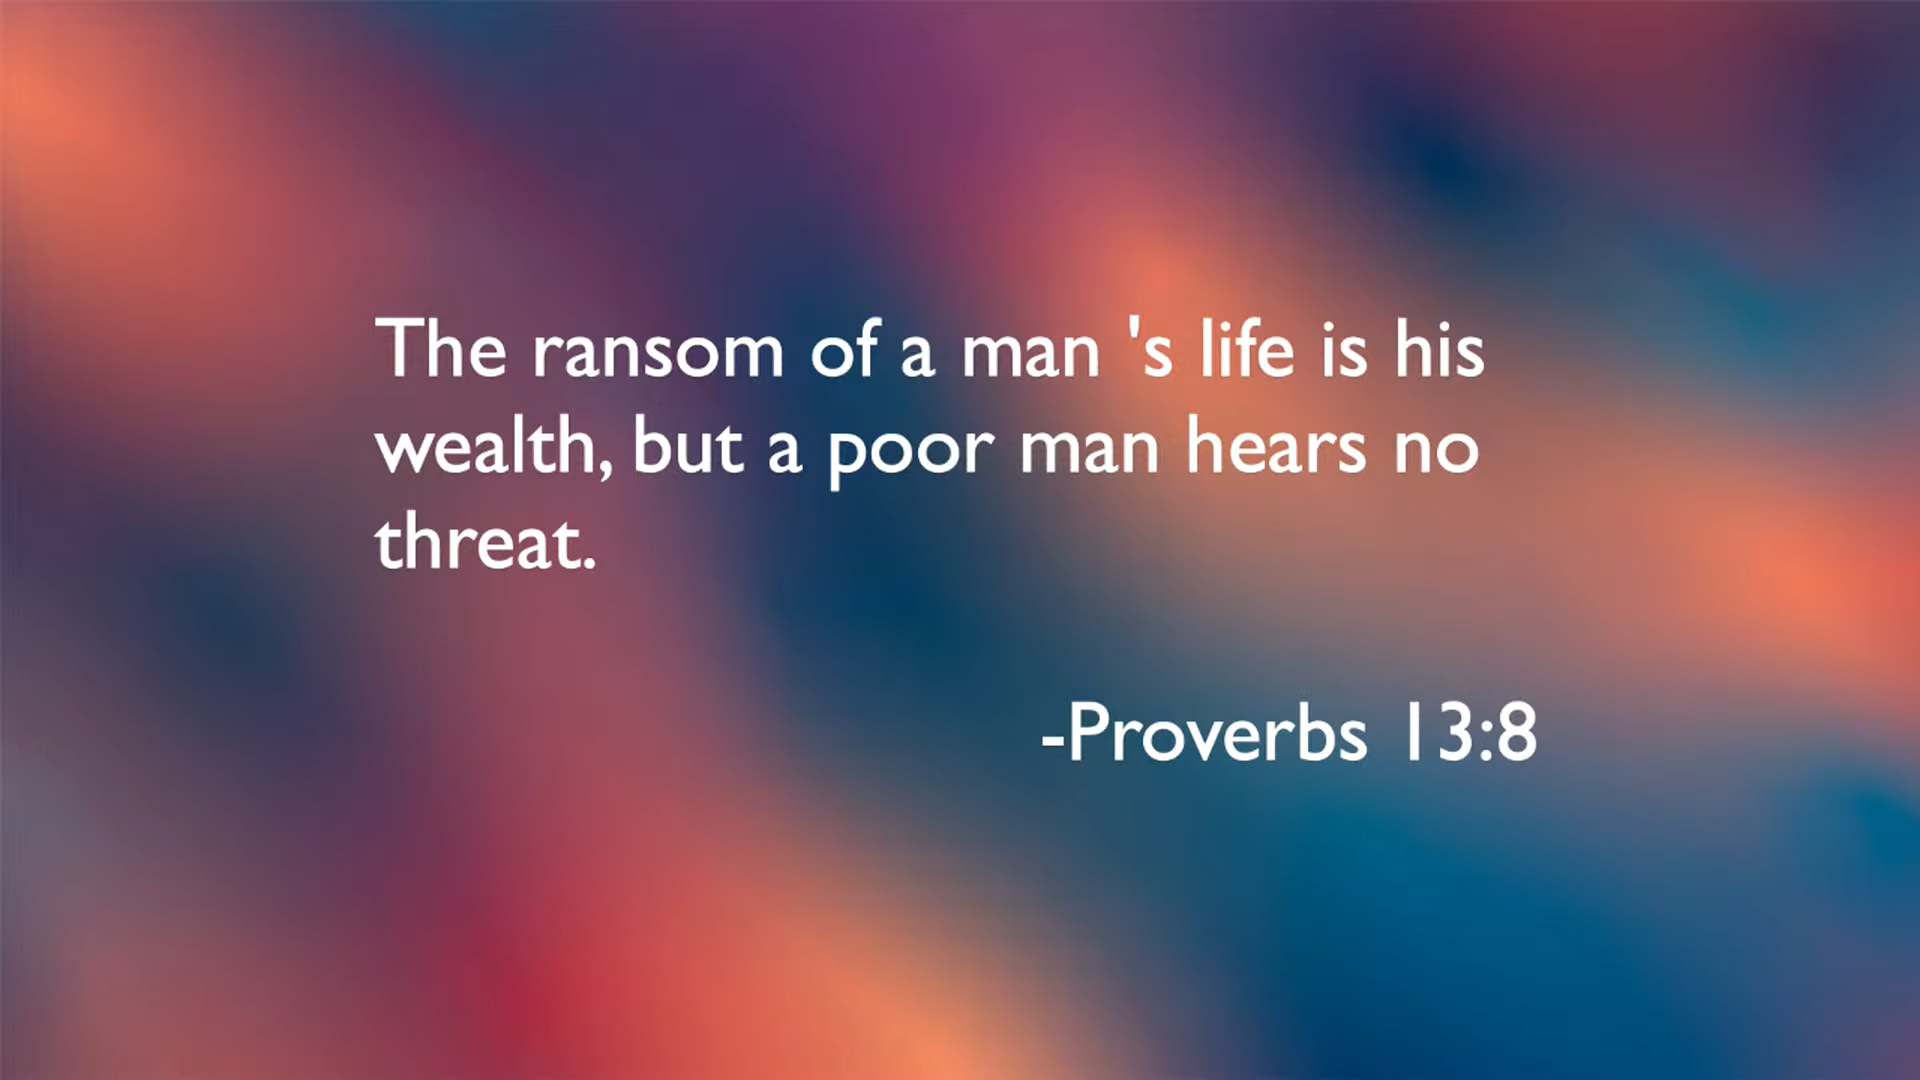 The ransom of a man 's life is his
wealth, but a poor man hears no
threat.
-Proverbs 13:8